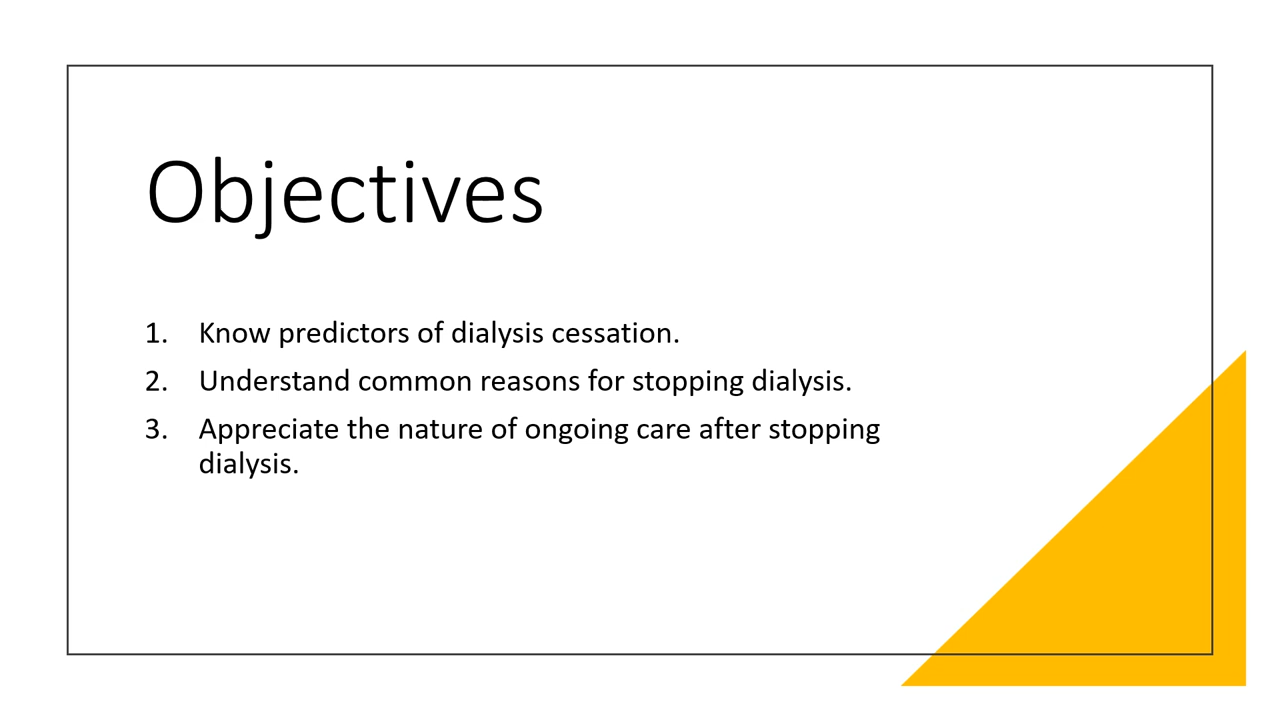 Objectives
1. Know predictors of dialysis cessation.
2. Understand common reasons for stopping dialysis.
3. Appreciate the nature of ongoing care after stopping
dialysis.